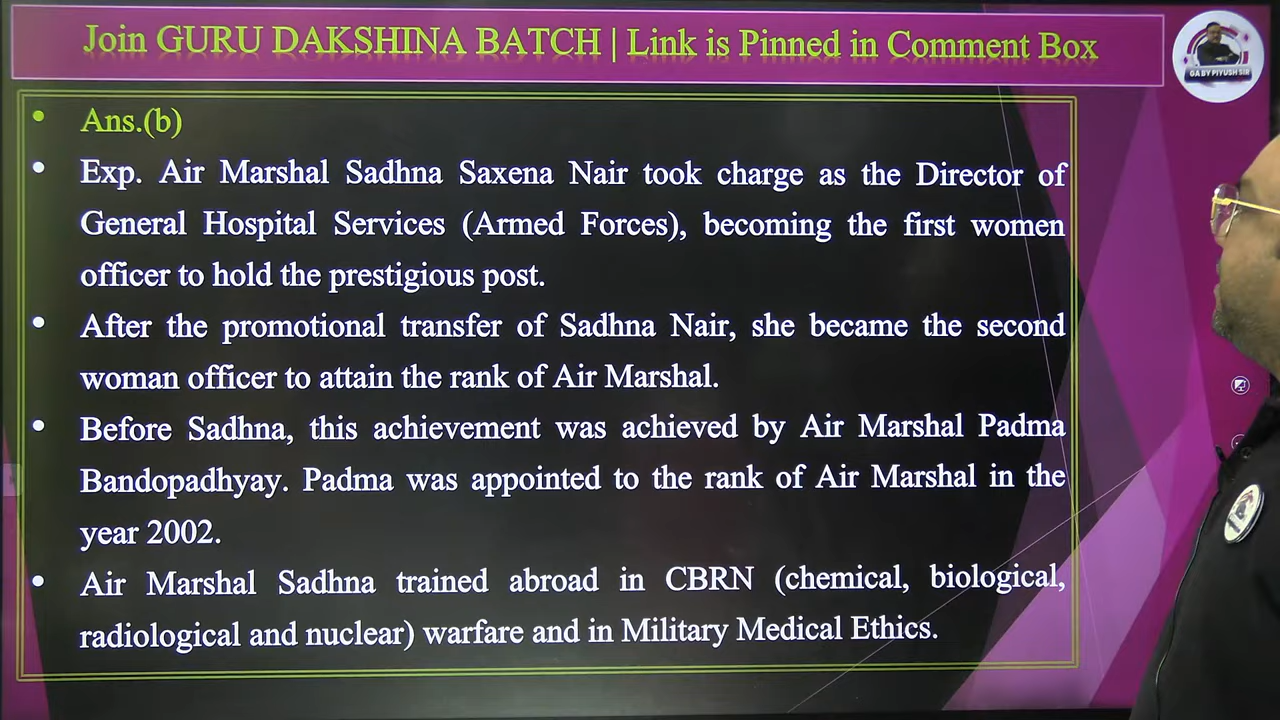 Join GURU DAKSHINA BATCH | Link is Pinned in Comment Box
GA BY PIYUSH SIR
• Ans.(b)
• Exp. Air Marshal Sadhna Saxena Nair took charge as the Director of
General Hospital Services (Armed Forces), becoming the first women
officer to hold the prestigious post.
• After the promotional transfer of Sadhna Nair, she became the second
woman officer to attain the rank of Air Marshal.
• Before Sadhna, this achievement was achieved by Air Marshal Padma
Bandopadhyay. Padma was appointed to the rank of Air Marshal in the
year 2002.
• Air Marshal Sadhna trained abroad in CBRN (chemical, biological,
radiological and nuclear) warfare and in Military Medical Ethics.